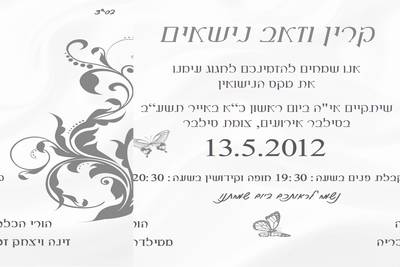 בס"ד
קרין וזאב נישאים
אנו שמחים להזמינכם לחגוג עימנו
את טקס הנישואין
שיתקיים אי"ה ביום ראשון כ"א באייר תשע"ב
בסילבר אירועים, צומת סילבר
13.5.2012
קבלת פנים בשעה: 19:30 חופה וקידושין בשעה: 20:30
נשמח לראותכם ביום שמחתנו
הורי הכלה
זינה ויצחק